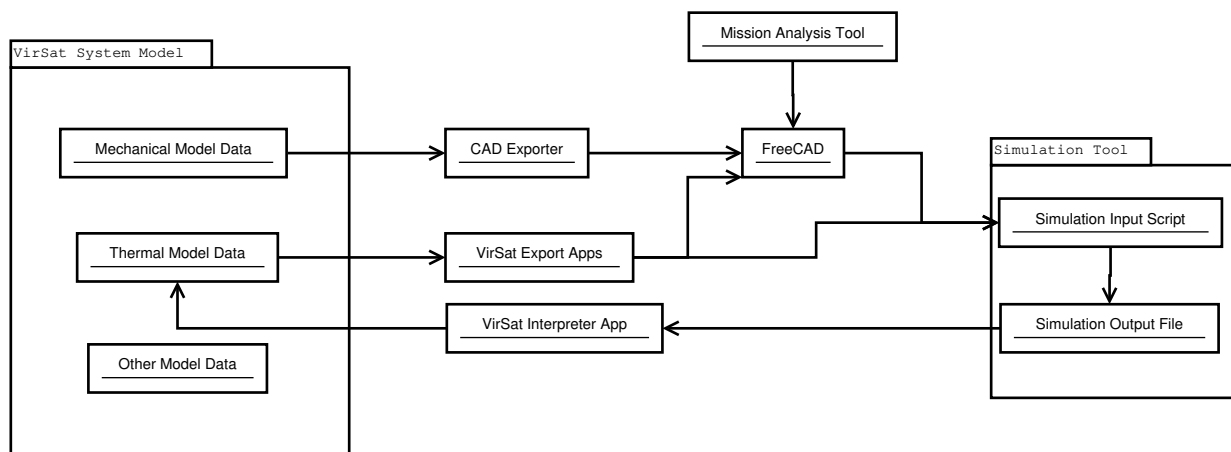 Mission Analysis Tool
VirSat System Model
Mechanical Model Data
CAD Exporter
FreeCAD
Simulation Tool
Simulation Input Script
Thermal Model Data
VirSat Export Apps
VirSat Interpreter App
Simulation Output File
Other Model Data